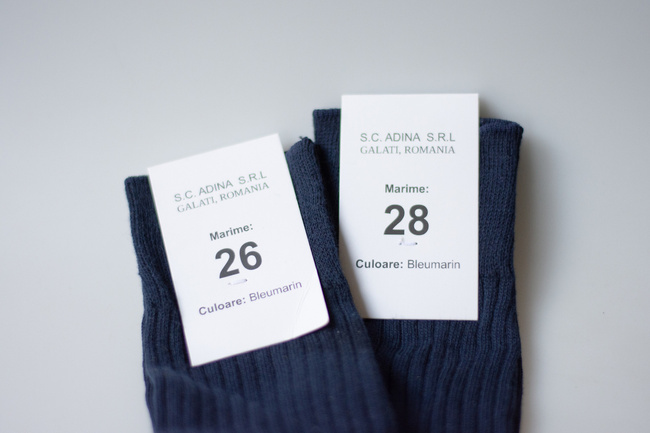 S.C. ADINA S.R.L
GALATI, ROMANIA
Marime:
26
Culoare: Bleumarin
S.C. ADINA S.R.L
GALATI, ROMANIA
Marime:
28
Culoare: Bleumarin